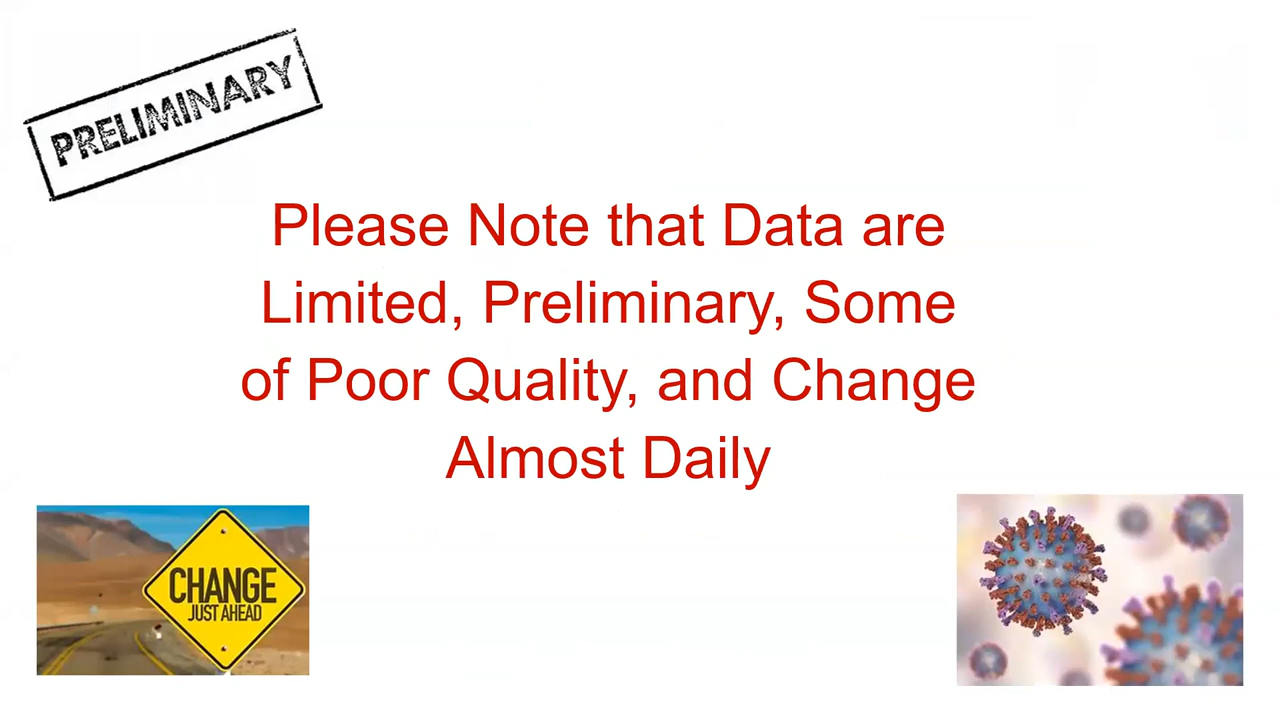 PRELIMINARY
Please Note that Data are
Limited, Preliminary, Some
of Poor Quality, and Change
Almost Daily
CHANGE
JUST AHEAD